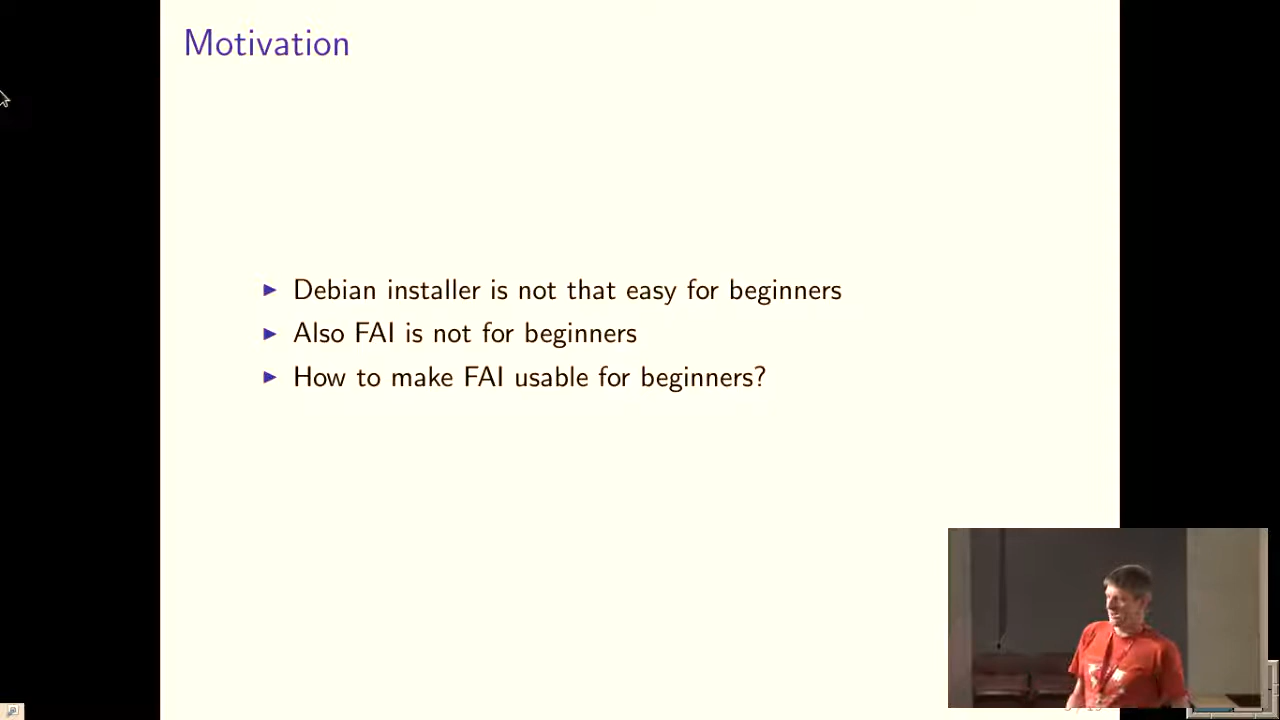 Motivation
Debian installer is not that easy for beginners
Also FAI is not for beginners
How to make FAI usable for beginners?